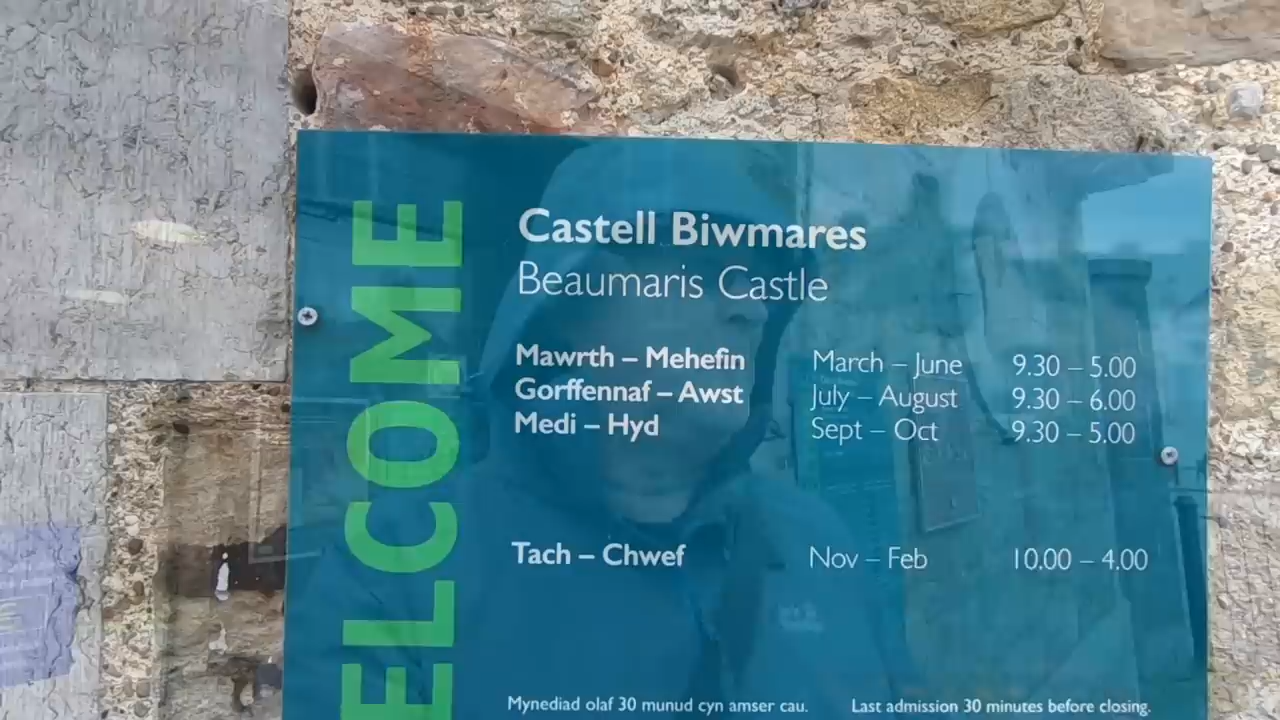 ELCOME
Castell Biwmares
Beaumaris Castle
Mawrth – Mehefin March – June 9.30 – 5.00
Gorffennaf – Awst July – August 9.30 – 6.00
Medi – Hyd Sept – Oct 9.30 – 5.00
Tach – Chwef Nov – Feb 10.00 – 4.00
Mynediad olaf 30 munud cyn amser cau. Last admission 30 minutes before closing.